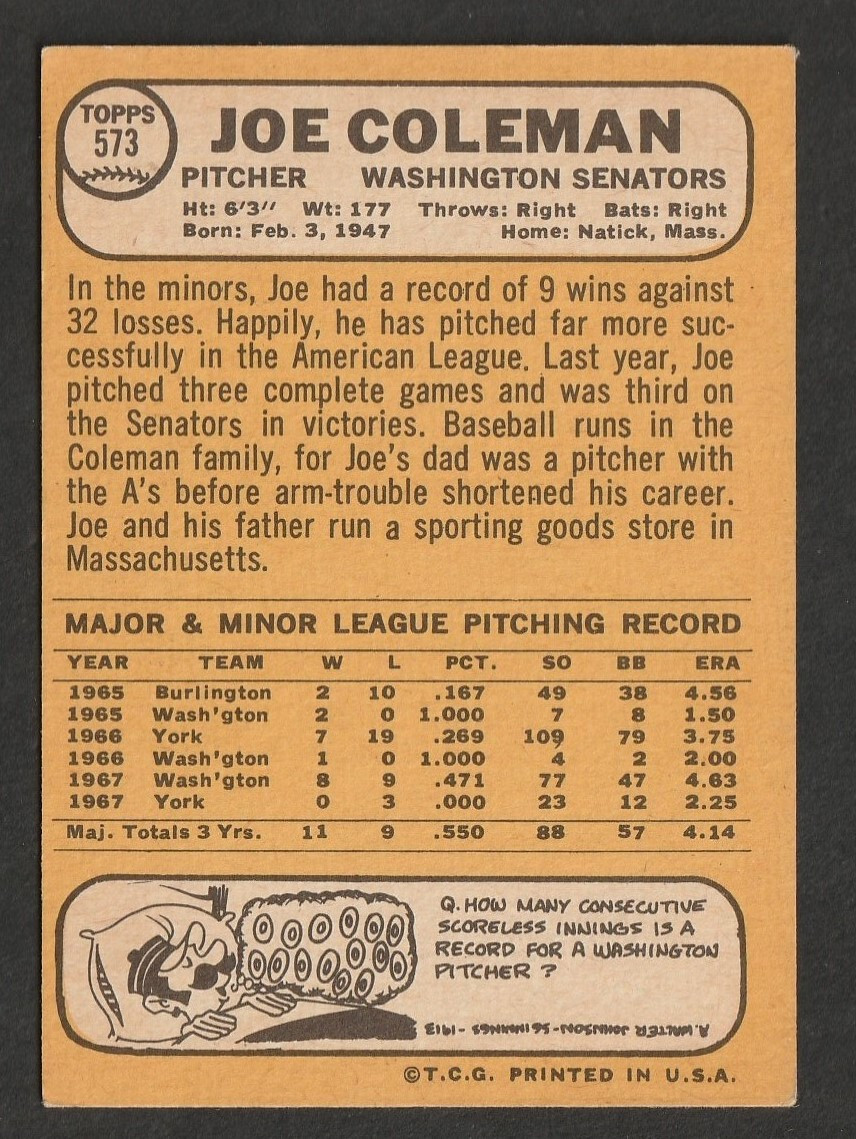 TOPPS
573
JOE COLEMAN
PITCHER WASHINGTON SENATORS
Ht: 6'3" Wt: 177 Throws: Right Bats: Right
Born: Feb. 3, 1947 Home: Natick, Mass.
In the minors, Joe had a record of 9 wins against
32 losses. Happily, he has pitched far more suc-
cessfully in the American League. Last year, Joe
pitched three complete games and was third on
the Senators in victories. Baseball runs in the
Coleman family, for Joe's dad was a pitcher with
the A's before arm-trouble shortened his career.
Joe and his father run a sporting goods store in
Massachusetts.
MAJOR & MINOR LEAGUE PITCHING RECORD
YEAR TEAM W L PCT. SO BB ERA
1965 Burlington 2 10 .167 49 38 4.56
1965 Wash'gton 2 0 1.000 7 8 1.50
1966 York 7 19 .269 109 79 3.75
1966 Wash'gton 1 0 1.000 4 2 2.00
1967 Wash'gton 8 9 .471 77 47 4.63
1967 York 0 3 .000 23 12 2.25
Maj. Totals 3 Yrs. 11 9 .550 88 57 4.14
Q. HOW MANY CONSECUTIVE
SCORELESS INNINGS IS A
RECORD FOR A WASHINGTON
PITCHER ?
A. WALTER JOHNSON-56 INNINGS-1913
©T.C.G. PRINTED IN U.S.A.